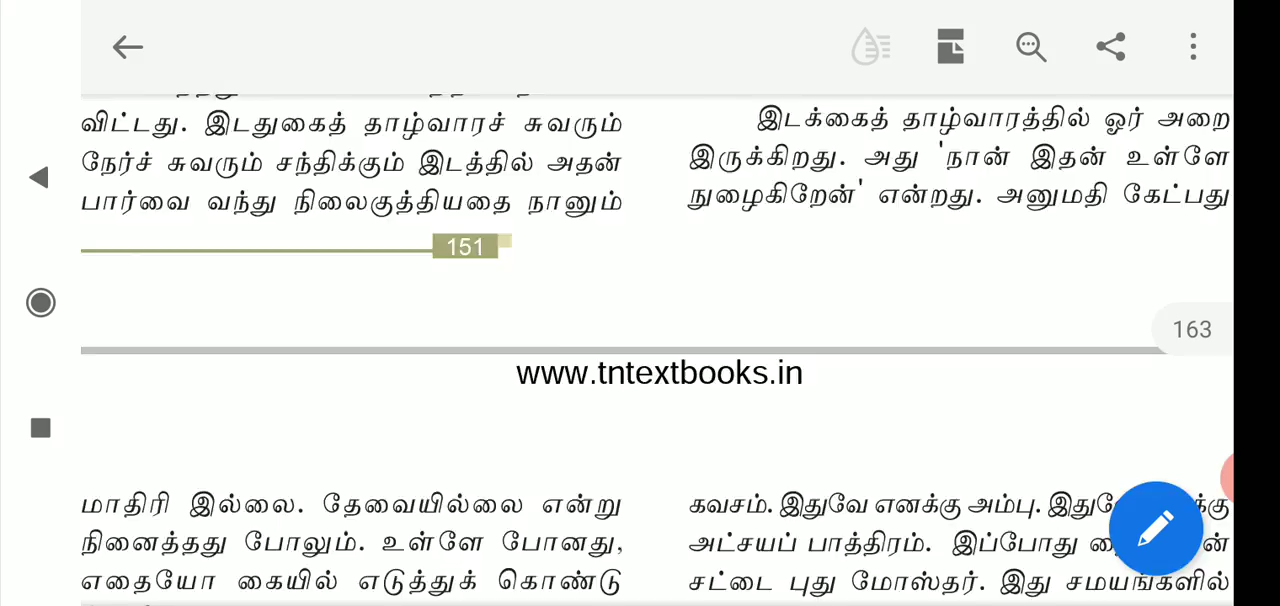 விட்டது. இடதுகைத் தாழ்வாரச் சுவரும்
நேர்ச் சுவரும் சந்திக்கும் இடத்தில் அதன்
பார்வை வந்து நிலைகுத்தியதை நானும்
151
இடக்கைத் தாழ்வாரத்தில் ஓர் அறை
இருக்கிறது. அது 'நான் இதன் உள்ளே
நுழைகிறேன்' என்றது. அனுமதி கேட்பது
163
www.tntextbooks.in
மாதிரி இல்லை. தேவையில்லை என்று
நினைத்தது போலும். உள்ளே போனது,
எதையோ கையில் எடுத்துக் கொண்டு
கவசம். இதுவே எனக்கு அம்பு.
அட்சயப் பாத்திரம். இப்போது
சட்டை புது மோஸ்தர். இது சமயங்களில்